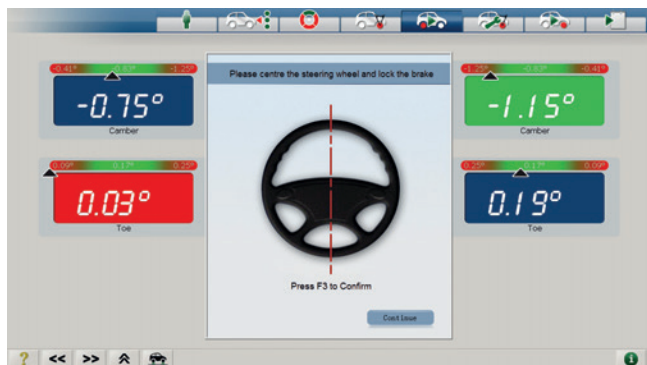 Please centre the steering wheel and lock the brake
-0.41° -0.83° -1.25°
-0.75°
Camber
-1.25° -0.83° -0.41°
-1.15°
Camber
0.09° 0.17° 0.25°
0.03°
Toe
0.25° 0.17° 0.09°
0.19°
Toe
Press F3 to Confirm
Cont Issue
? << >>